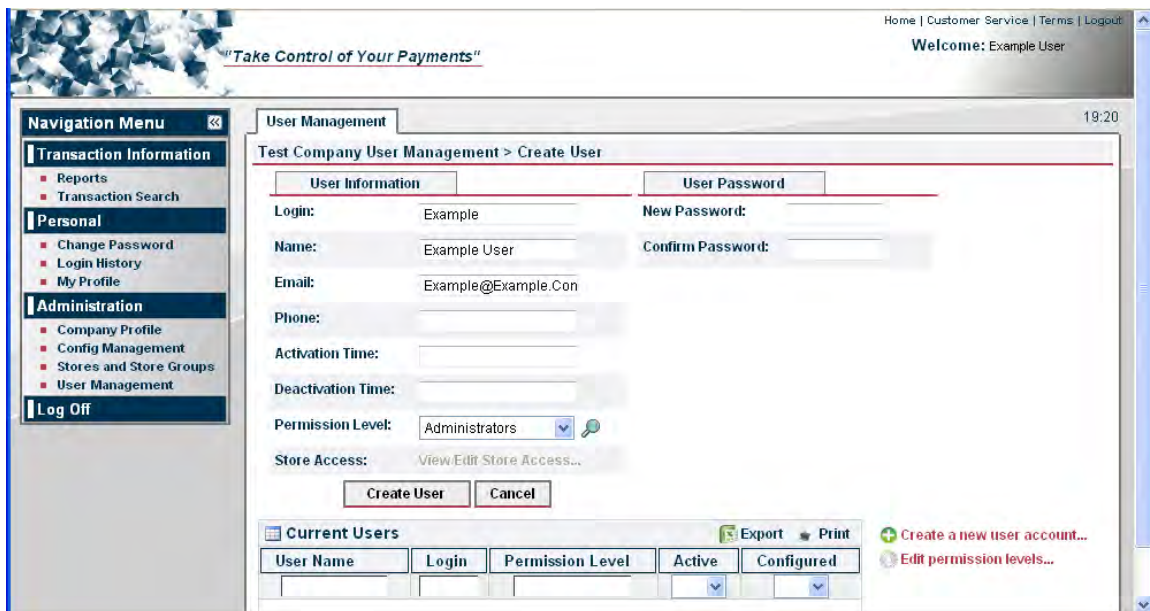 Home | Customer Service | Terms | Logout
Welcome: Example User
"Take Control of Your Payments"
Navigation Menu
Transaction Information
Reports
Transaction Search
Personal
Change Password
Login History
My Profile
Administration
Company Profile
Config Management
Stores and Store Groups
User Management
Log Off
User Management
19:20
Test Company User Management > Create User
User Information
User Password
Login: Example
New Password:
Name: Example User
Confirm Password:
Email: Example@Example.Con
Phone:
Activation Time:
Deactivation Time:
Permission Level: Administrators
Store Access: View/Edit Store Access...
Create User Cancel
Current Users
Export Print
Create a new user account...
Edit permission levels...
User Name Login Permission Level Active Configured